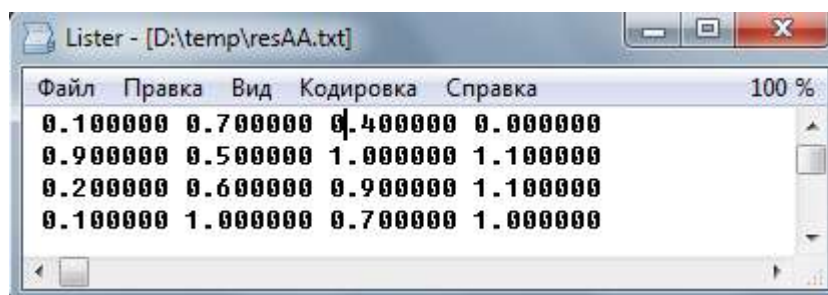 Lister - [D:\temp\resAA.txt]
Файл Правка Вид Кодировка Справка 100 %
0.100000 0.700000 0.400000 0.000000
0.900000 0.500000 1.000000 1.100000
0.200000 0.600000 0.900000 1.100000
0.100000 1.000000 0.700000 1.000000